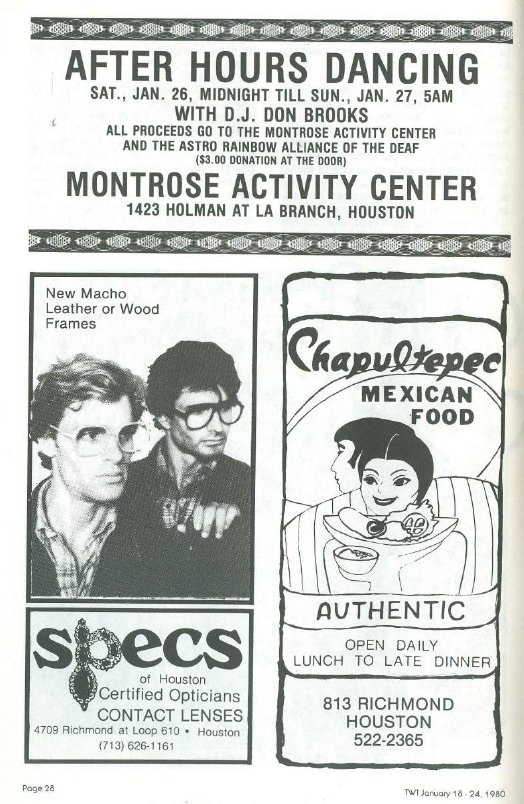 AFTER HOURS DANCING
SAT., JAN. 26, MIDNIGHT TILL SUN., JAN. 27, 5AM
WITH D.J. DON BROOKS
ALL PROCEEDS GO TO THE MONTROSE ACTIVITY CENTER
AND THE ASTRO RAINBOW ALLIANCE OF THE DEAF
($3.00 DONATION AT THE DOOR)
MONTROSE ACTIVITY CENTER
1423 HOLMAN AT LA BRANCH, HOUSTON
New Macho
Leather or Wood
Frames
specs
of Houston
Certified Opticians
CONTACT LENSES
4709 Richmond at Loop 610 • Houston
(713) 626-1161
Chapultepec
MEXICAN
FOOD
AUTHENTIC
OPEN DAILY
LUNCH TO LATE DINNER
813 RICHMOND
HOUSTON
522-2365
Page 28
TWT January 18 - 24, 1980